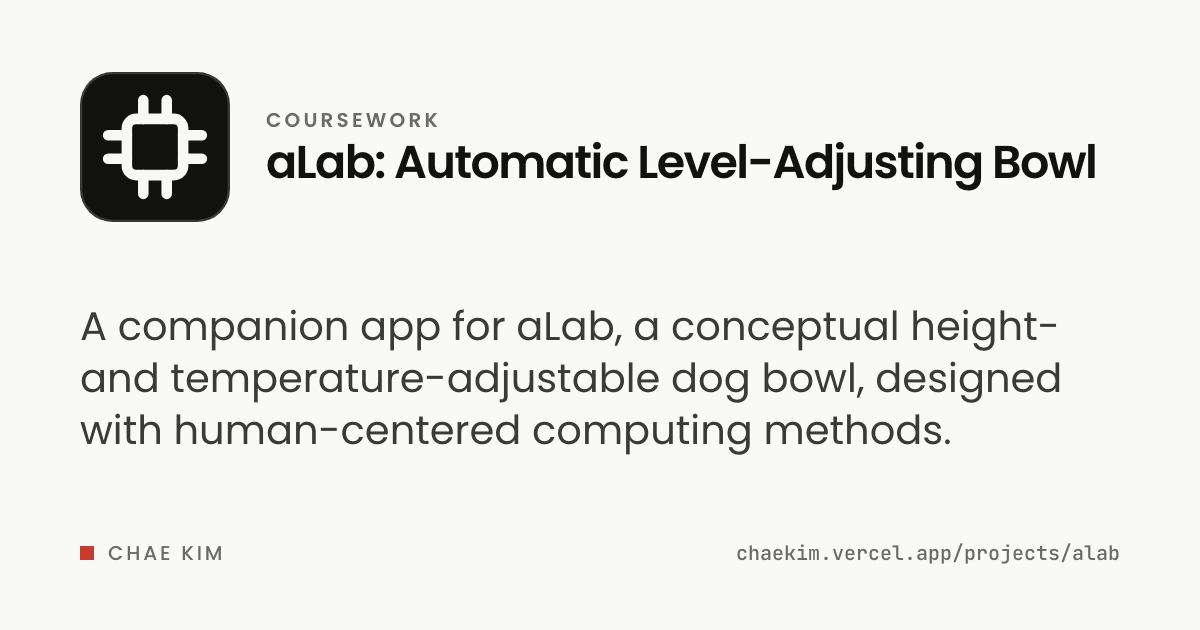 COURSEWORK
aLab: Automatic Level-Adjusting Bowl
A companion app for aLab, a conceptual height-
and temperature-adjustable dog bowl, designed
with human-centered computing methods.
CHAE KIM
chaekim.vercel.app/projects/alab